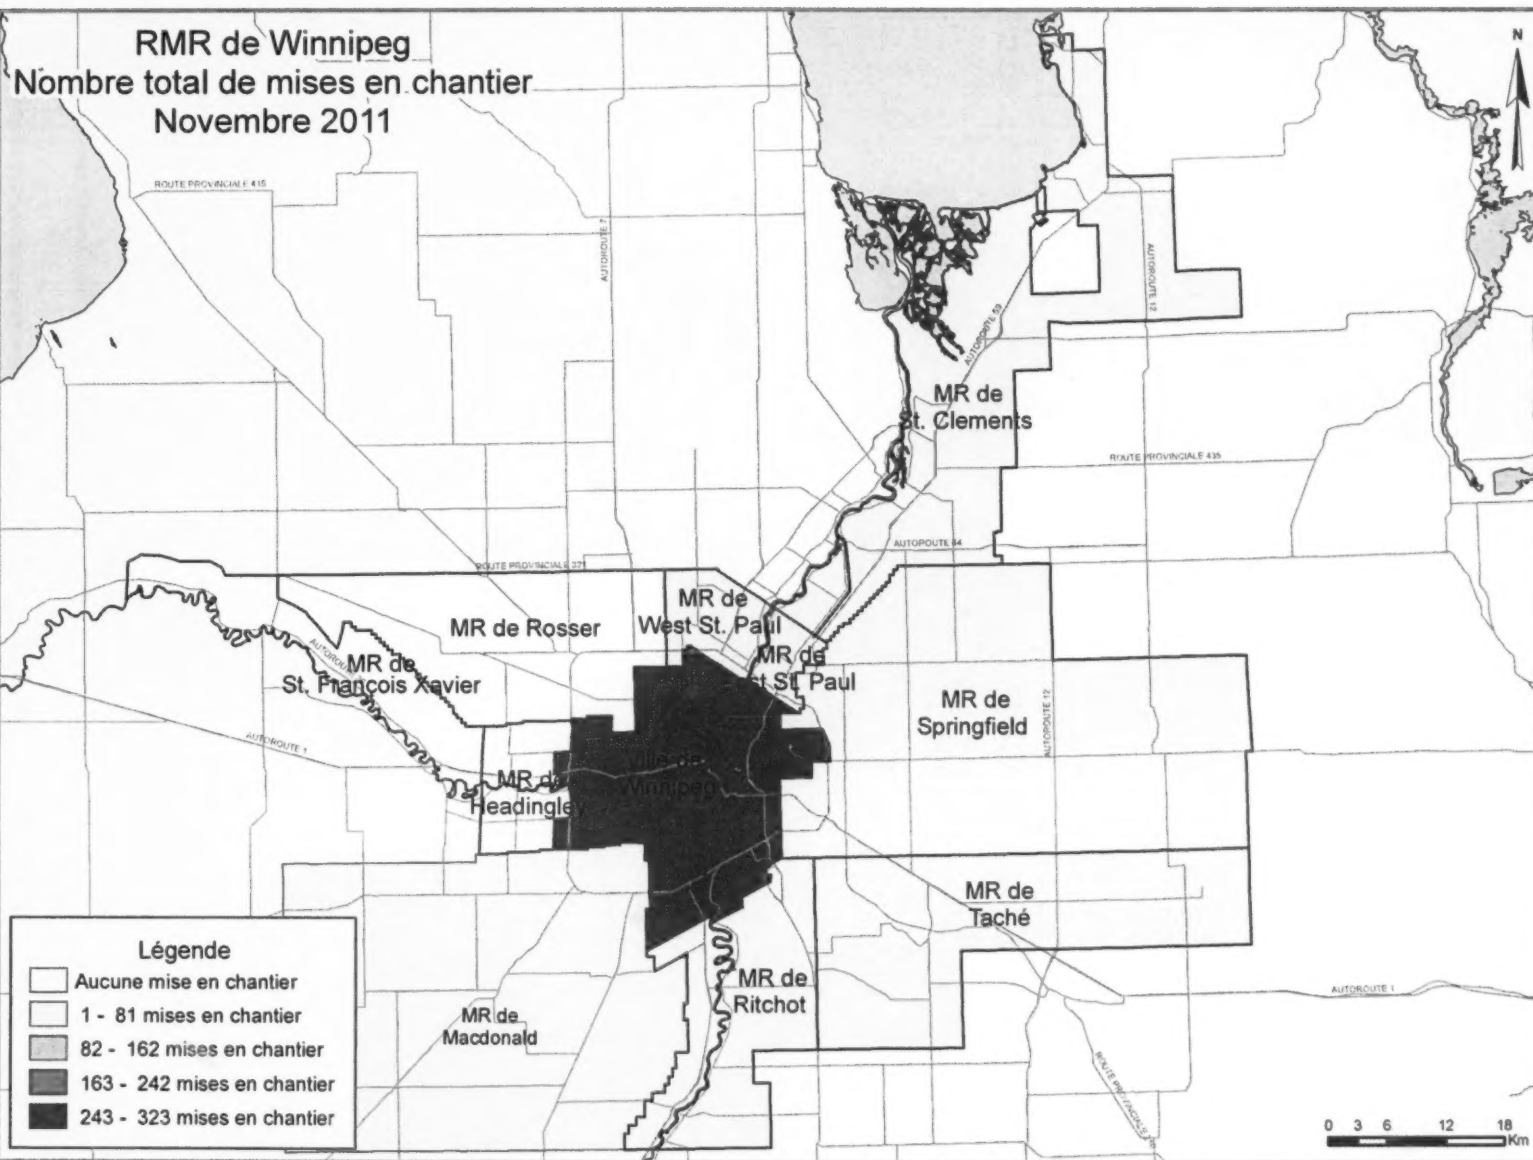 RMR de Winnipeg
Nombre total de mises en chantier
Novembre 2011
N
ROUTE PROVINCIALE 415
AUTOROUTE 7
AUTOROUTE 12
AUTOROUTE 59
MR de
St. Clements
ROUTE PROVINCIALE 435
AUTOROUTE 44
ROUTE PROVINCIALE 321
MR de
West St. Paul
MR de Rosser
MR de
St. François Xavier
MR de
St. Paul
MR de
Springfield
AUTOROUTE 12
AUTOROUTE 1
Ville de
Winnipeg
MR de
Headingley
MR de
Taché
MR de
Ritchot
MR de
Macdonald
AUTOROUTE 1
ROUTE PROVINCIALE
Légende
Aucune mise en chantier
1 - 81 mises en chantier
82 - 162 mises en chantier
163 - 242 mises en chantier
243 - 323 mises en chantier
0 3 6 12 18
Km